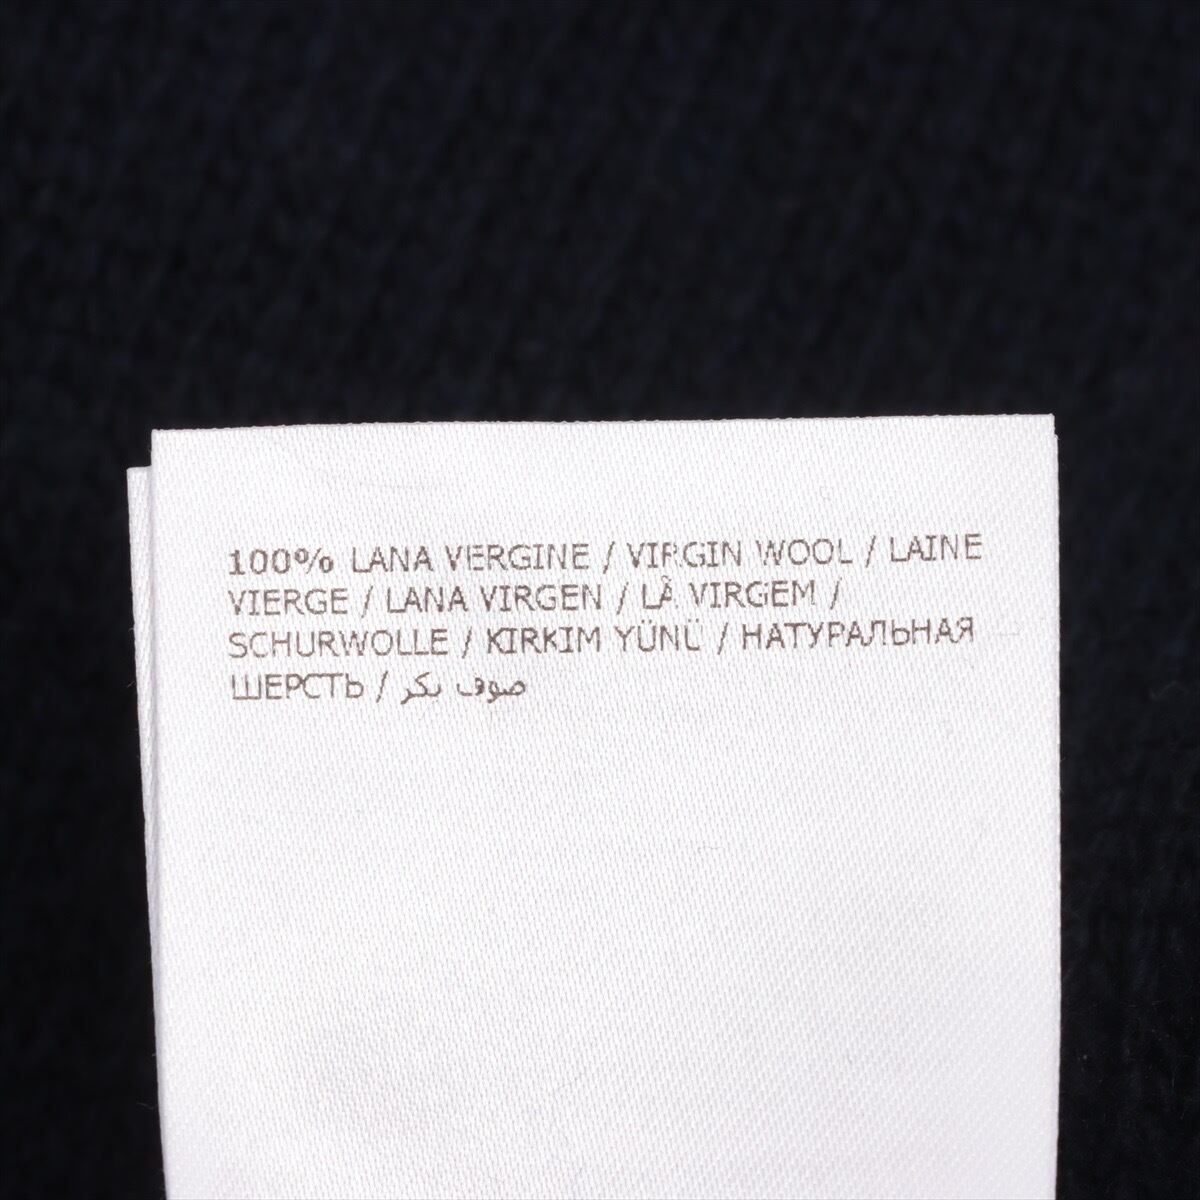 100% LANA VERGINE / VIRGIN WOOL / LAINE
VIERGE / LANA VIRGEN / LÃ VIRGEM /
SCHURWOLLE / KIRKIM YÜNÜ / НАТУРАЛЬНАЯ
ШЕРСТЬ / صوف بكر